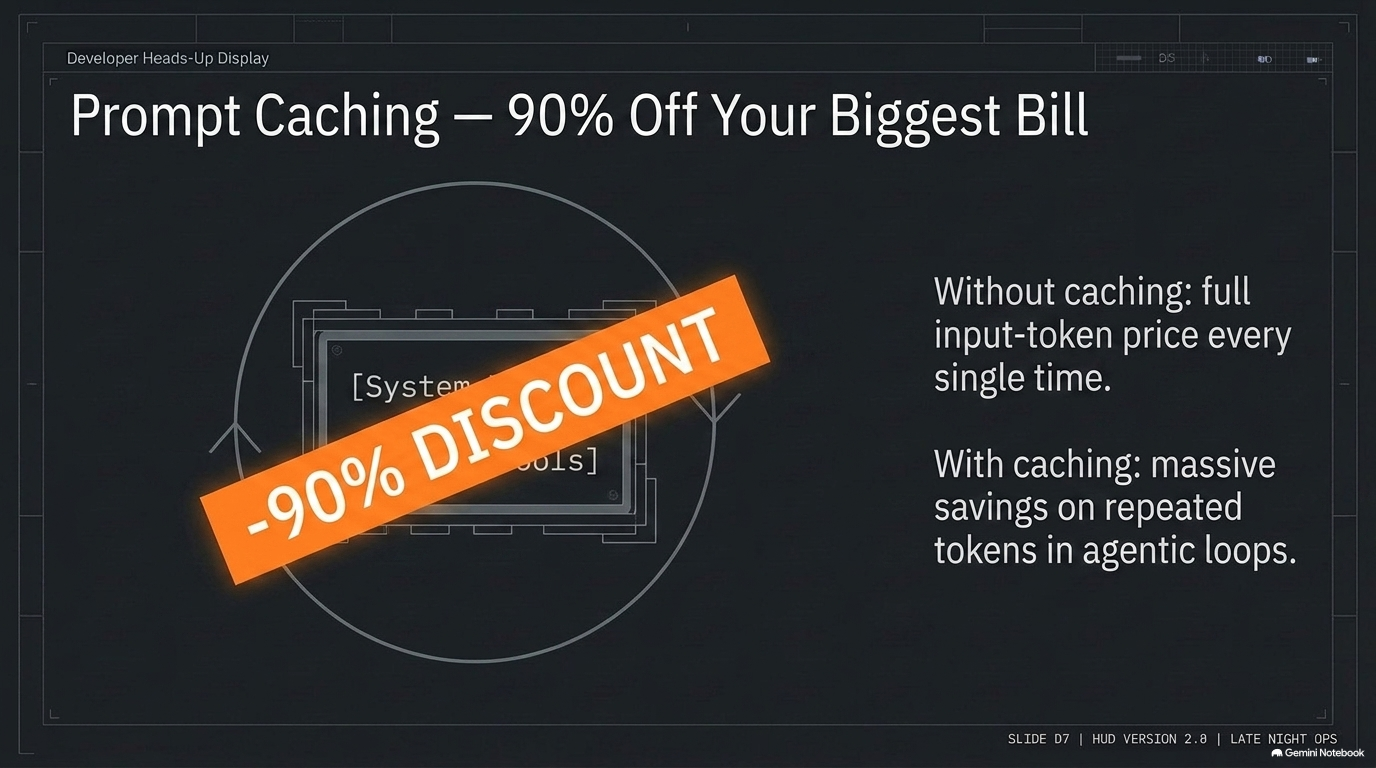 Developer Heads-Up Display
DS
Prompt Caching — 90% Off Your Biggest Bill
[System
-90% DISCOUNT
ools]
Without caching: full
input-token price every
single time.
With caching: massive
savings on repeated
tokens in agentic loops.
SLIDE D7 | HUD VERSION 2.0 | LATE NIGHT OPS
Gemini Notebook